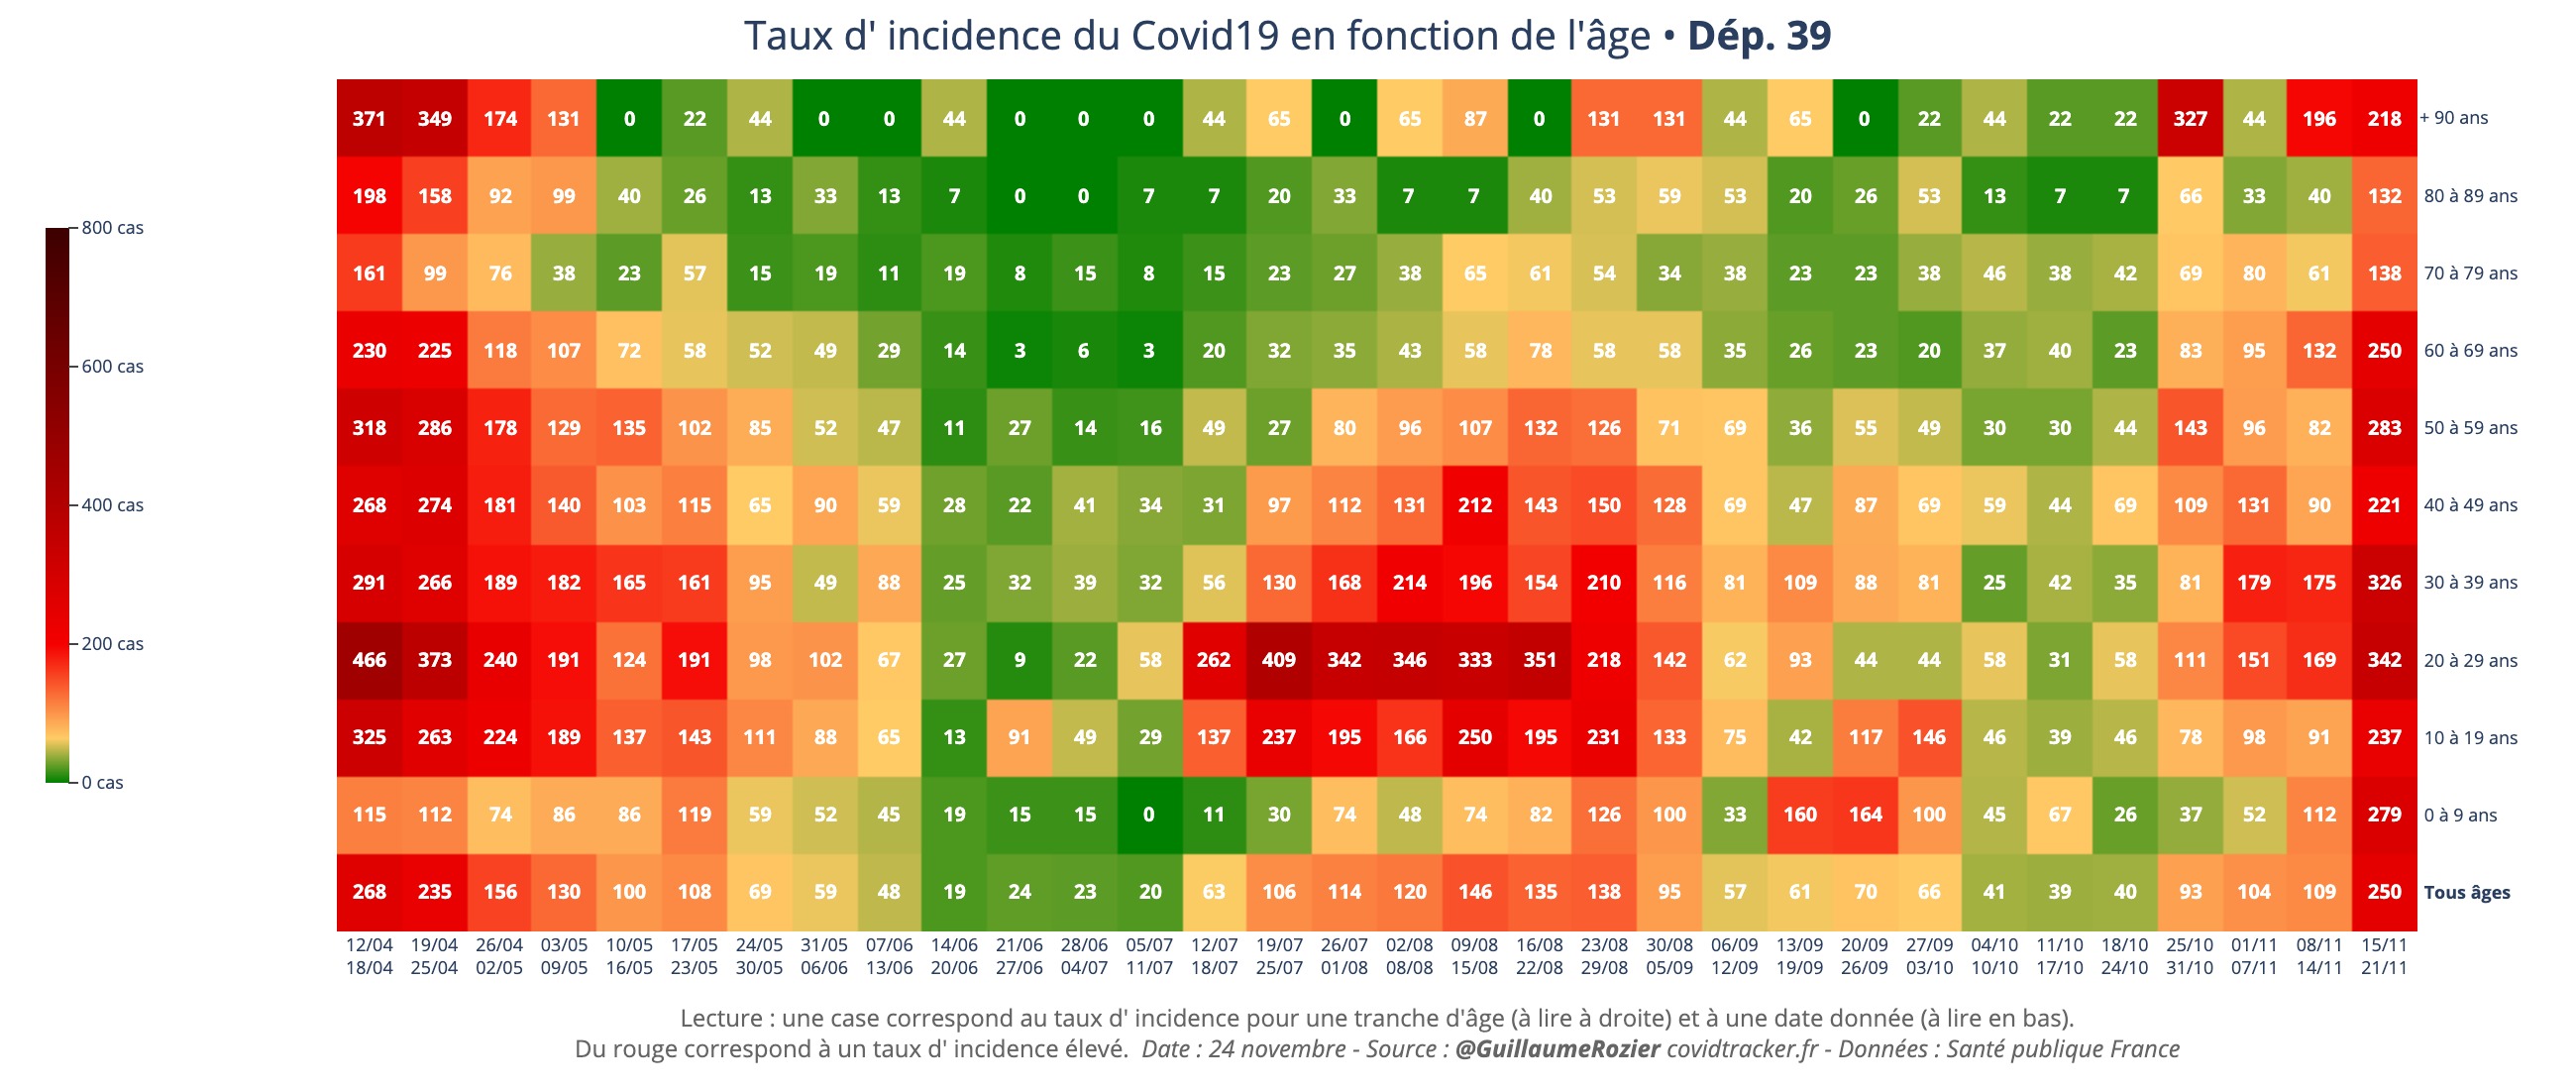 Taux d' incidence du Covid19 en fonction de l'âge • Dép. 39
371 349 174 131 0 22 44 0 0 44 0 0 0 44 65 0 65 87 0 131 131 44 65 0 22 44 22 22 327 44 196 218 + 90 ans
198 158 92 99 40 26 13 33 13 7 0 0 7 7 20 33 7 7 40 53 59 53 20 26 53 13 7 7 66 33 40 132 80 à 89 ans
800 cas
161 99 76 38 23 57 15 19 11 19 8 15 8 15 23 27 38 65 61 54 34 38 23 23 38 46 38 42 69 80 61 138 70 à 79 ans
230 225 118 107 72 58 52 49 29 14 3 6 3 20 32 35 43 58 78 58 58 35 26 23 20 37 40 23 83 95 132 250 60 à 69 ans
600 cas
318 286 178 129 135 102 85 52 47 11 27 14 16 49 27 80 96 107 132 126 71 69 36 55 49 30 30 44 143 96 82 283 50 à 59 ans
400 cas
268 274 181 140 103 115 65 90 59 28 22 41 34 31 97 112 131 212 143 150 128 69 47 87 69 59 44 69 109 131 90 221 40 à 49 ans
291 266 189 182 165 161 95 49 88 25 32 39 32 56 130 168 214 196 154 210 116 81 109 88 81 25 42 35 81 179 175 326 30 à 39 ans
200 cas
466 373 240 191 124 191 98 102 67 27 9 22 58 262 409 342 346 333 351 218 142 62 93 44 44 58 31 58 111 151 169 342 20 à 29 ans
325 263 224 189 137 143 111 88 65 13 91 49 29 137 237 195 166 250 195 231 133 75 42 117 146 46 39 46 78 98 91 237 10 à 19 ans
0 cas
115 112 74 86 86 119 59 52 45 19 15 15 0 11 30 74 48 74 82 126 100 33 160 164 100 45 67 26 37 52 112 279 0 à 9 ans
268 235 156 130 100 108 69 59 48 19 24 23 20 63 106 114 120 146 135 138 95 57 61 70 66 41 39 40 93 104 109 250 Tous âges
12/04 19/04 26/04 03/05 10/05 17/05 24/05 31/05 07/06 14/06 21/06 28/06 05/07 12/07 19/07 26/07 02/08 09/08 16/08 23/08 30/08 06/09 13/09 20/09 27/09 04/10 11/10 18/10 25/10 01/11 08/11 15/11
18/04 25/04 02/05 09/05 16/05 23/05 30/05 06/06 13/06 20/06 27/06 04/07 11/07 18/07 25/07 01/08 08/08 15/08 22/08 29/08 05/09 12/09 19/09 26/09 03/10 10/10 17/10 24/10 31/10 07/11 14/11 21/11
Lecture : une case correspond au taux d' incidence pour une tranche d'âge (à lire à droite) et à une date donnée (à lire en bas).
Du rouge correspond à un taux d' incidence élevé. Date : 24 novembre - Source : @GuillaumeRozier covidtracker.fr - Données : Santé publique France